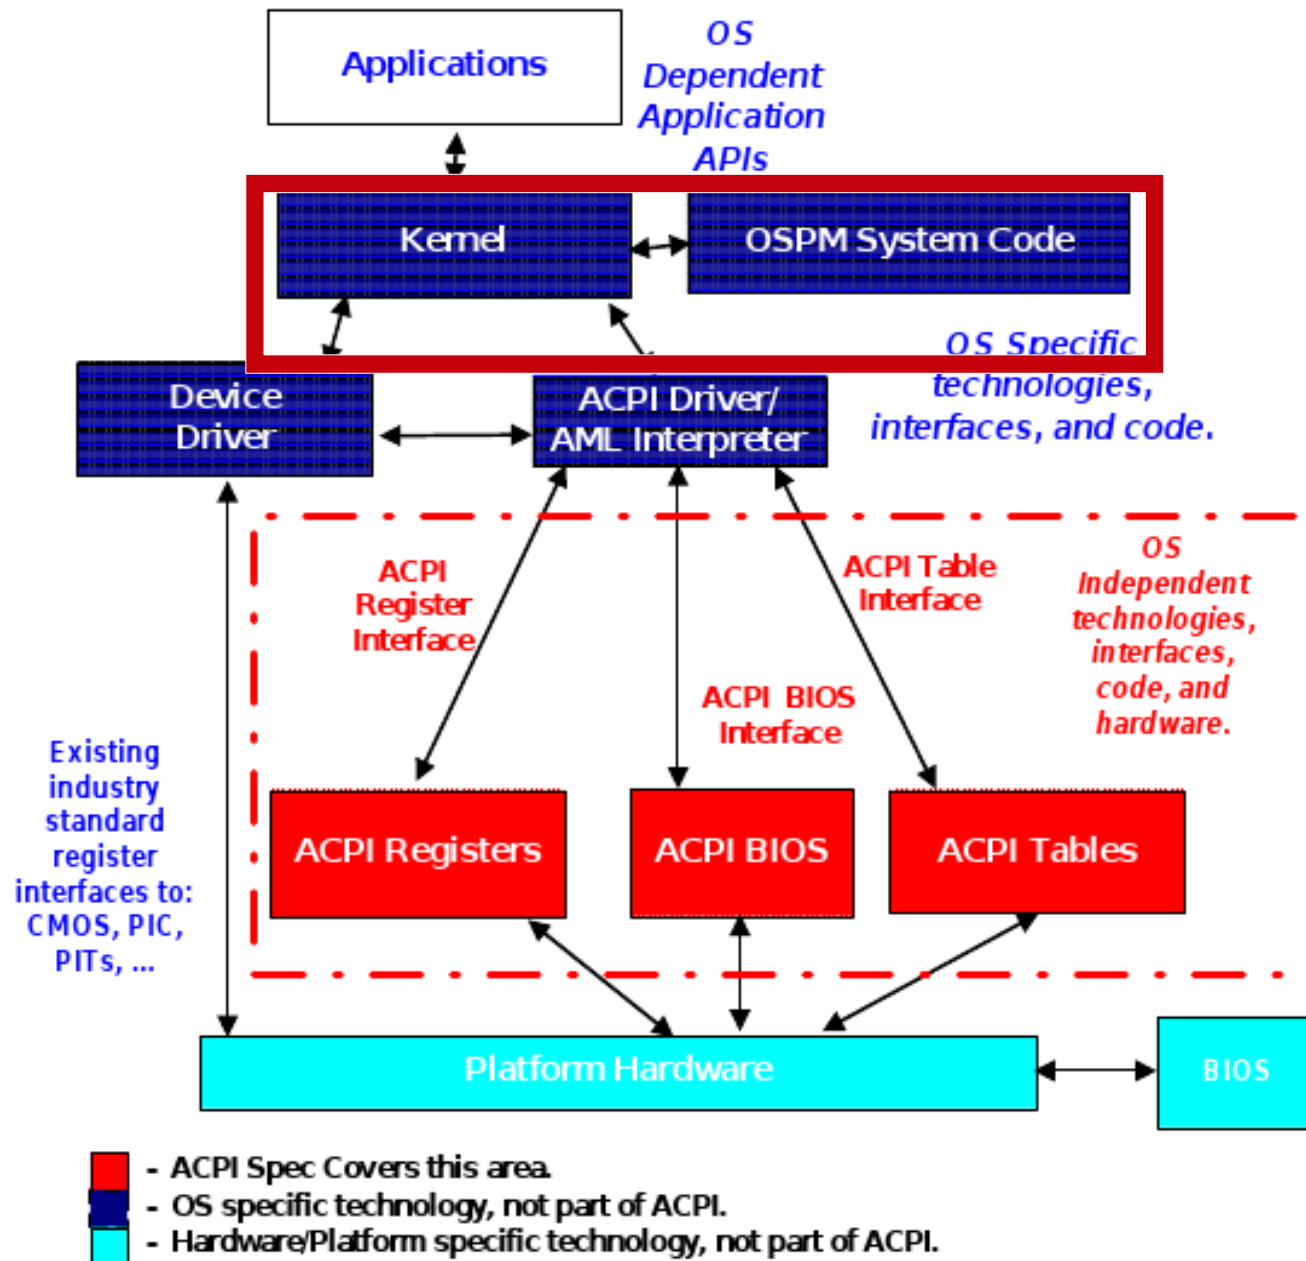 Applications
OS
Dependent
Application
APIs
Kernel
OSPM System Code
OS Specific
technologies,
interfaces, and code.
Device
Driver
ACPI Driver/
AML Interpreter
ACPI
Register
Interface
ACPI Table
Interface
OS
Independent
technologies,
interfaces,
code, and
hardware.
ACPI BIOS
Interface
Existing
industry
standard
register
interfaces to:
CMOS, PIC,
PITs, ...
ACPI Registers
ACPI BIOS
ACPI Tables
Platform Hardware
BIOS
- ACPI Spec Covers this area.
- OS specific technology, not part of ACPI.
- Hardware/Platform specific technology, not part of ACPI.